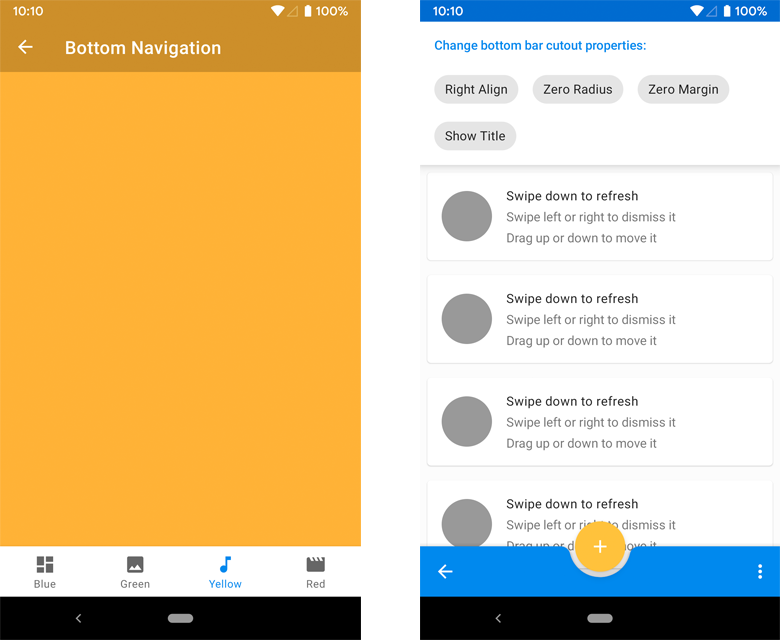 10:10
100%
Bottom Navigation
Blue
Green
Yellow
Red
10:10
100%
Change bottom bar cutout properties:
Right Align
Zero Radius
Zero Margin
Show Title
Swipe down to refresh
Swipe left or right to dismiss it
Drag up or down to move it
Swipe down to refresh
Swipe left or right to dismiss it
Drag up or down to move it
Swipe down to refresh
Swipe left or right to dismiss it
Drag up or down to move it
Swipe down to refresh
Swipe left or right to dismiss it
Drag up or move it